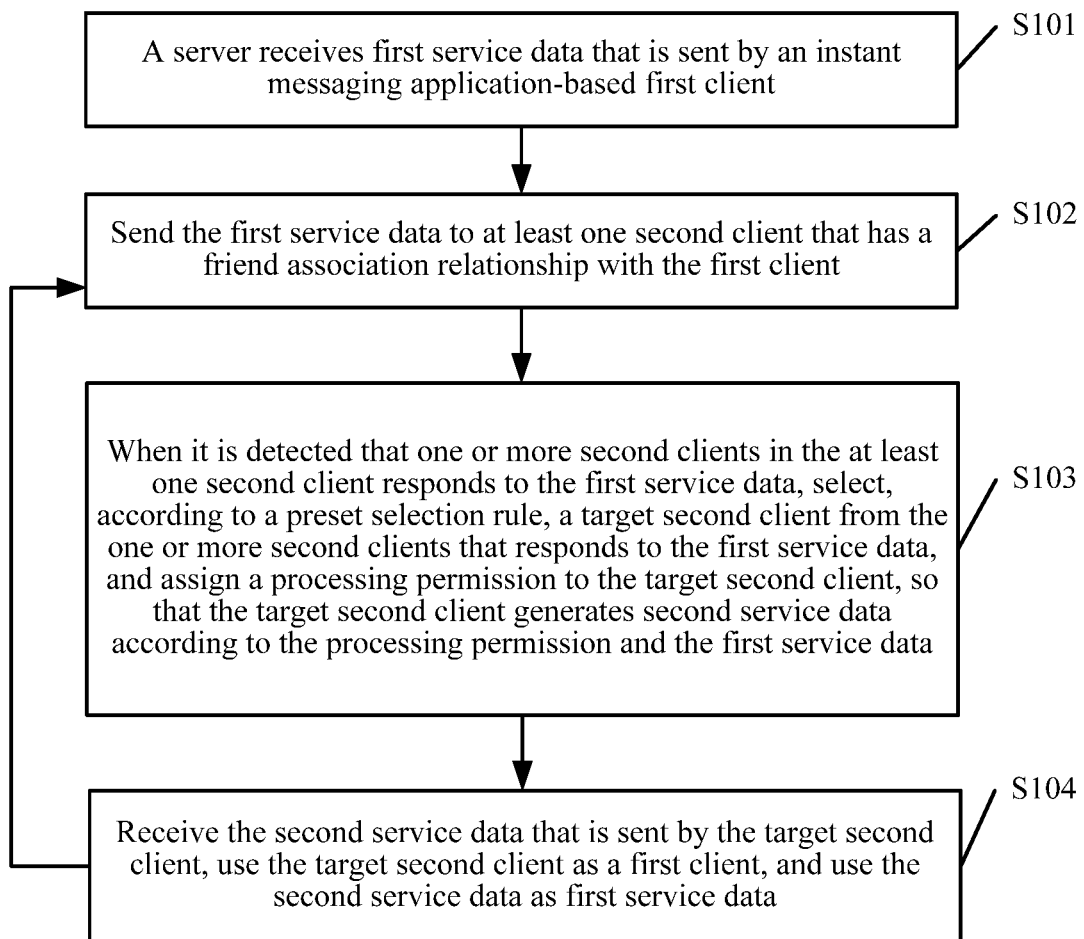 A server receives first service data that is sent by an instant
messaging application-based first client
S101
Send the first service data to at least one second client that has a
friend association relationship with the first client
S102
When it is detected that one or more second clients in the at least
one second client responds to the first service data, select,
according to a preset selection rule, a target second client from the
one or more second clients that responds to the first service data,
and assign a processing permission to the target second client, so
that the target second client generates second service data
according to the processing permission and the first service data
S103
Receive the second service data that is sent by the target second
client, use the target second client as a first client, and use the
second service data as first service data
S104